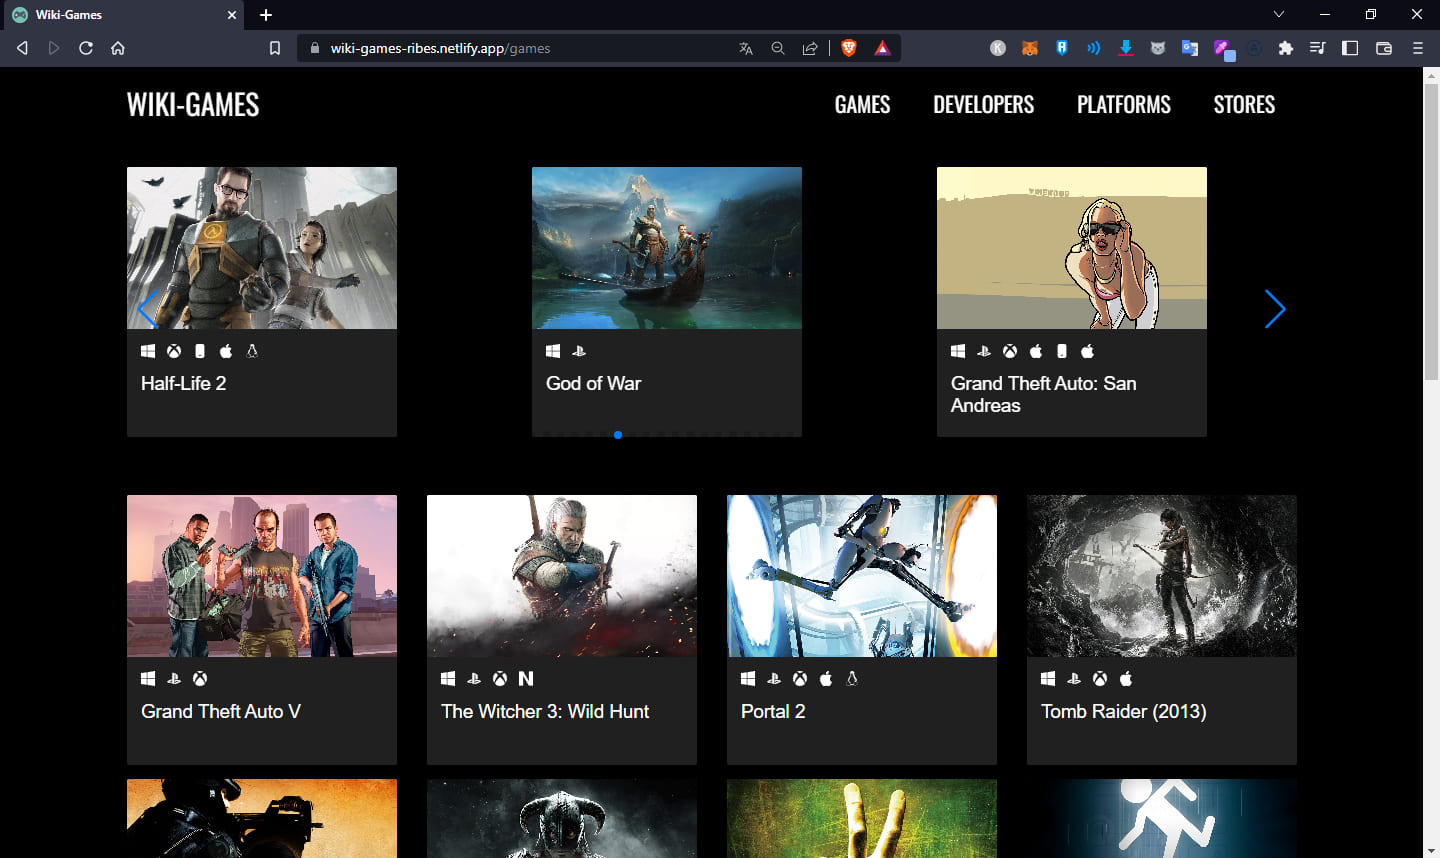 Wiki-Games
wiki-games-ribes.netlify.app/games
WIKI-GAMES
GAMES
DEVELOPERS
PLATFORMS
STORES
Half-Life 2
God of War
Grand Theft Auto: San
Andreas
Grand Theft Auto V
The Witcher 3: Wild Hunt
Portal 2
Tomb Raider (2013)